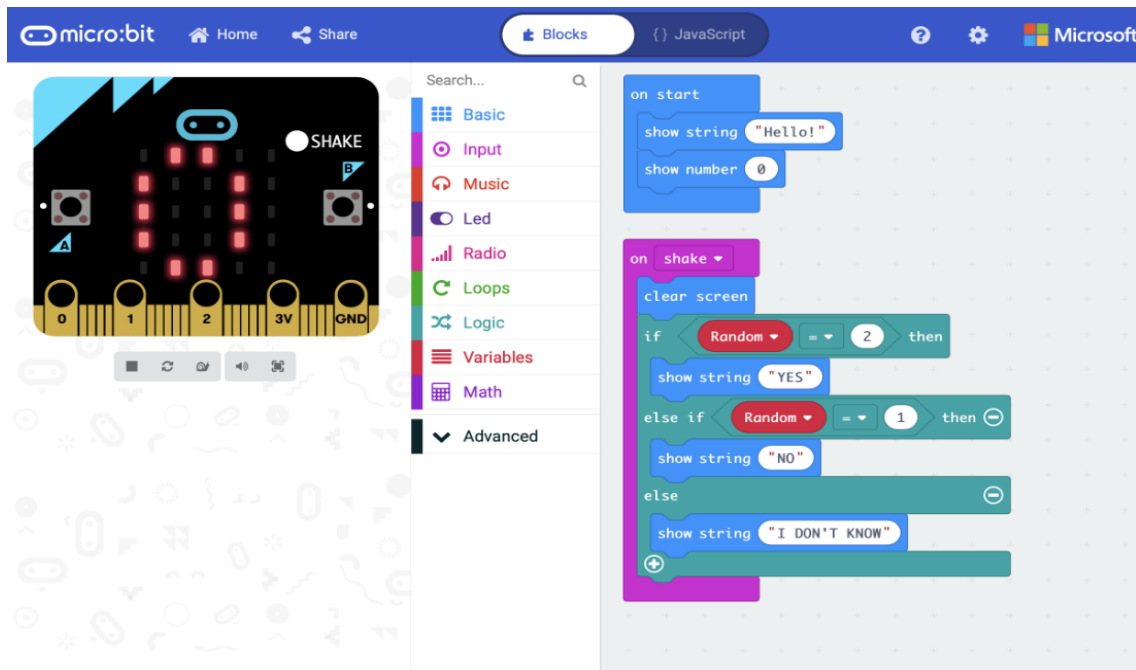 micro:bit Home Share Blocks {} JavaScript ? Microsoft
SHAKE
B
A
0 1 2 3V GND
Search...
Basic
Input
Music
Led
Radio
Loops
Logic
Variables
Math
Advanced
on start
show string "Hello!"
show number 0
on shake
clear screen
if Random = 2 then
show string "YES"
else if Random = 1 then
show string "NO"
else
show string "I DON'T KNOW"